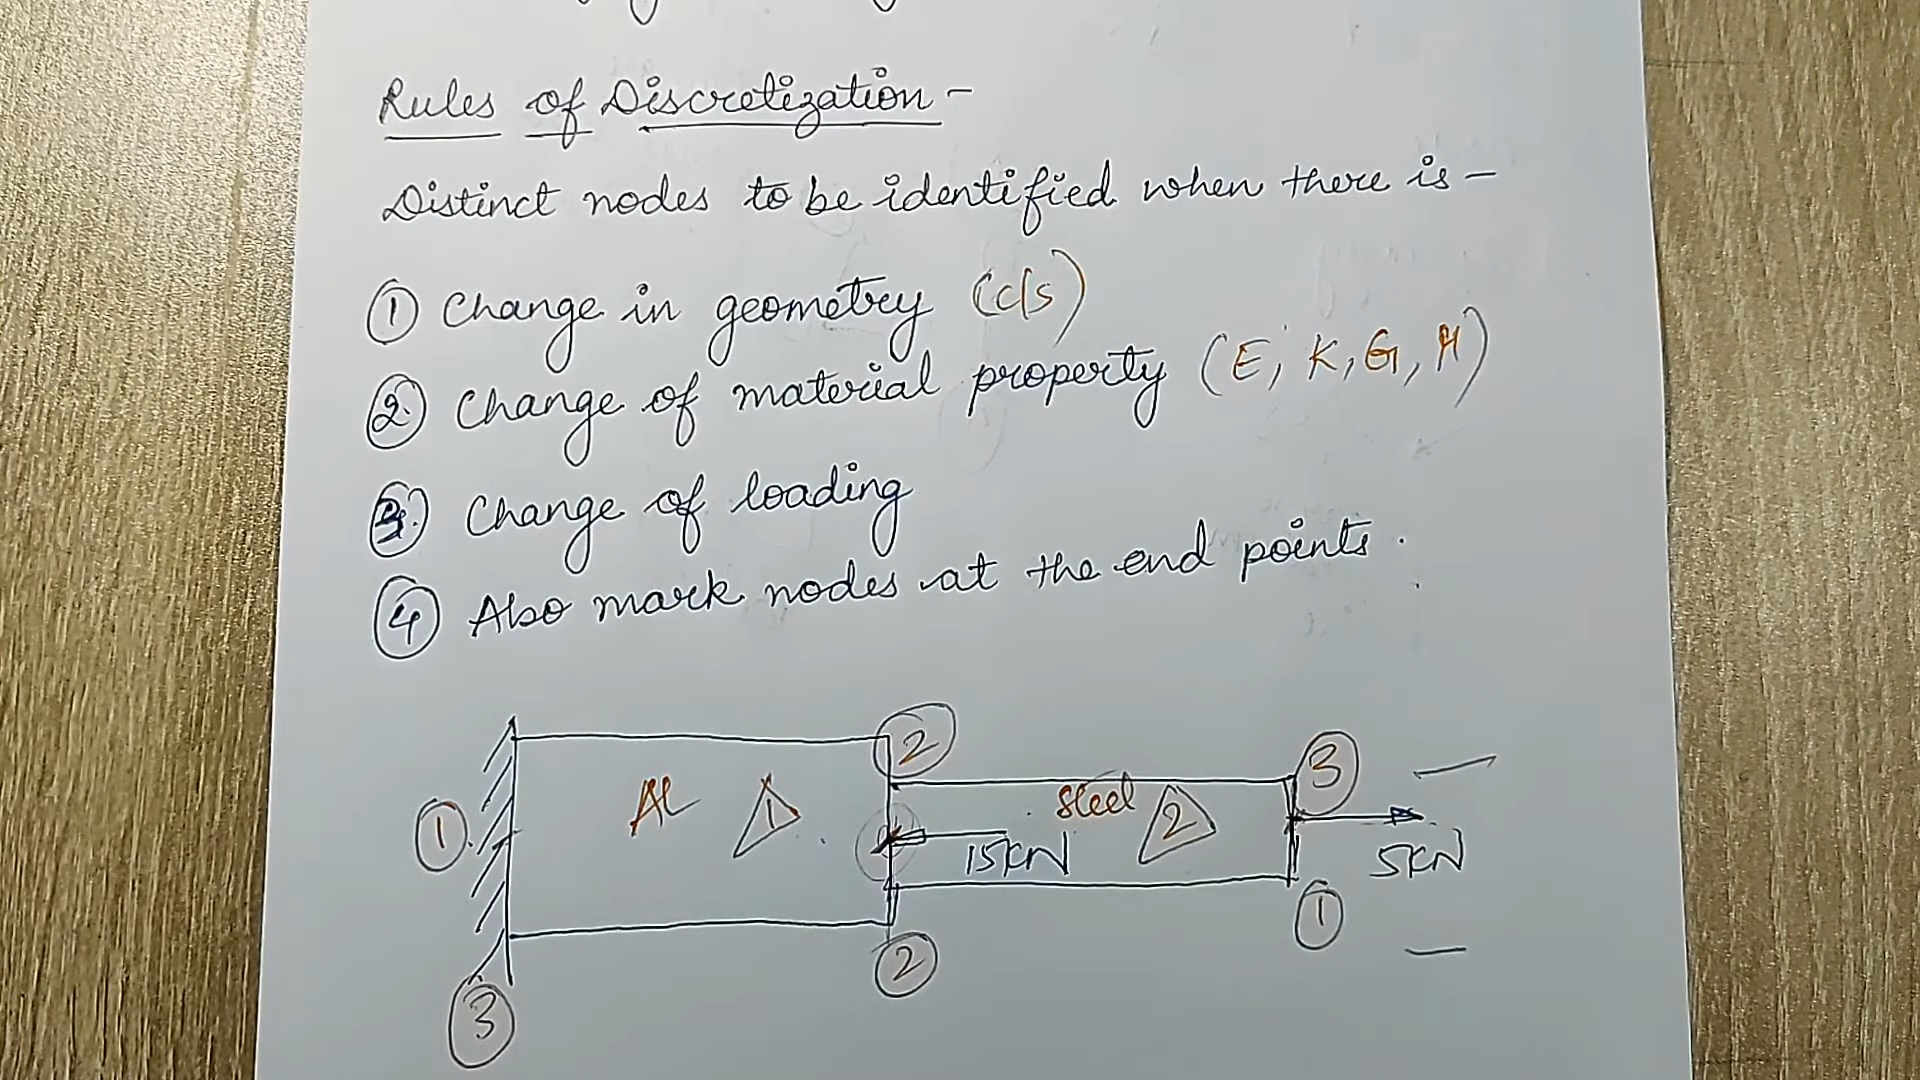 Rules of Discretization -
Distinct nodes to be identified when there is -
① Change in geometry (c/s)
②. Change of material property (E, K, G, H)
③. Change of loading
④ Also mark nodes at the end points.
2
3
Al
1
steel
2
1
15KN
5KN
1
2
3